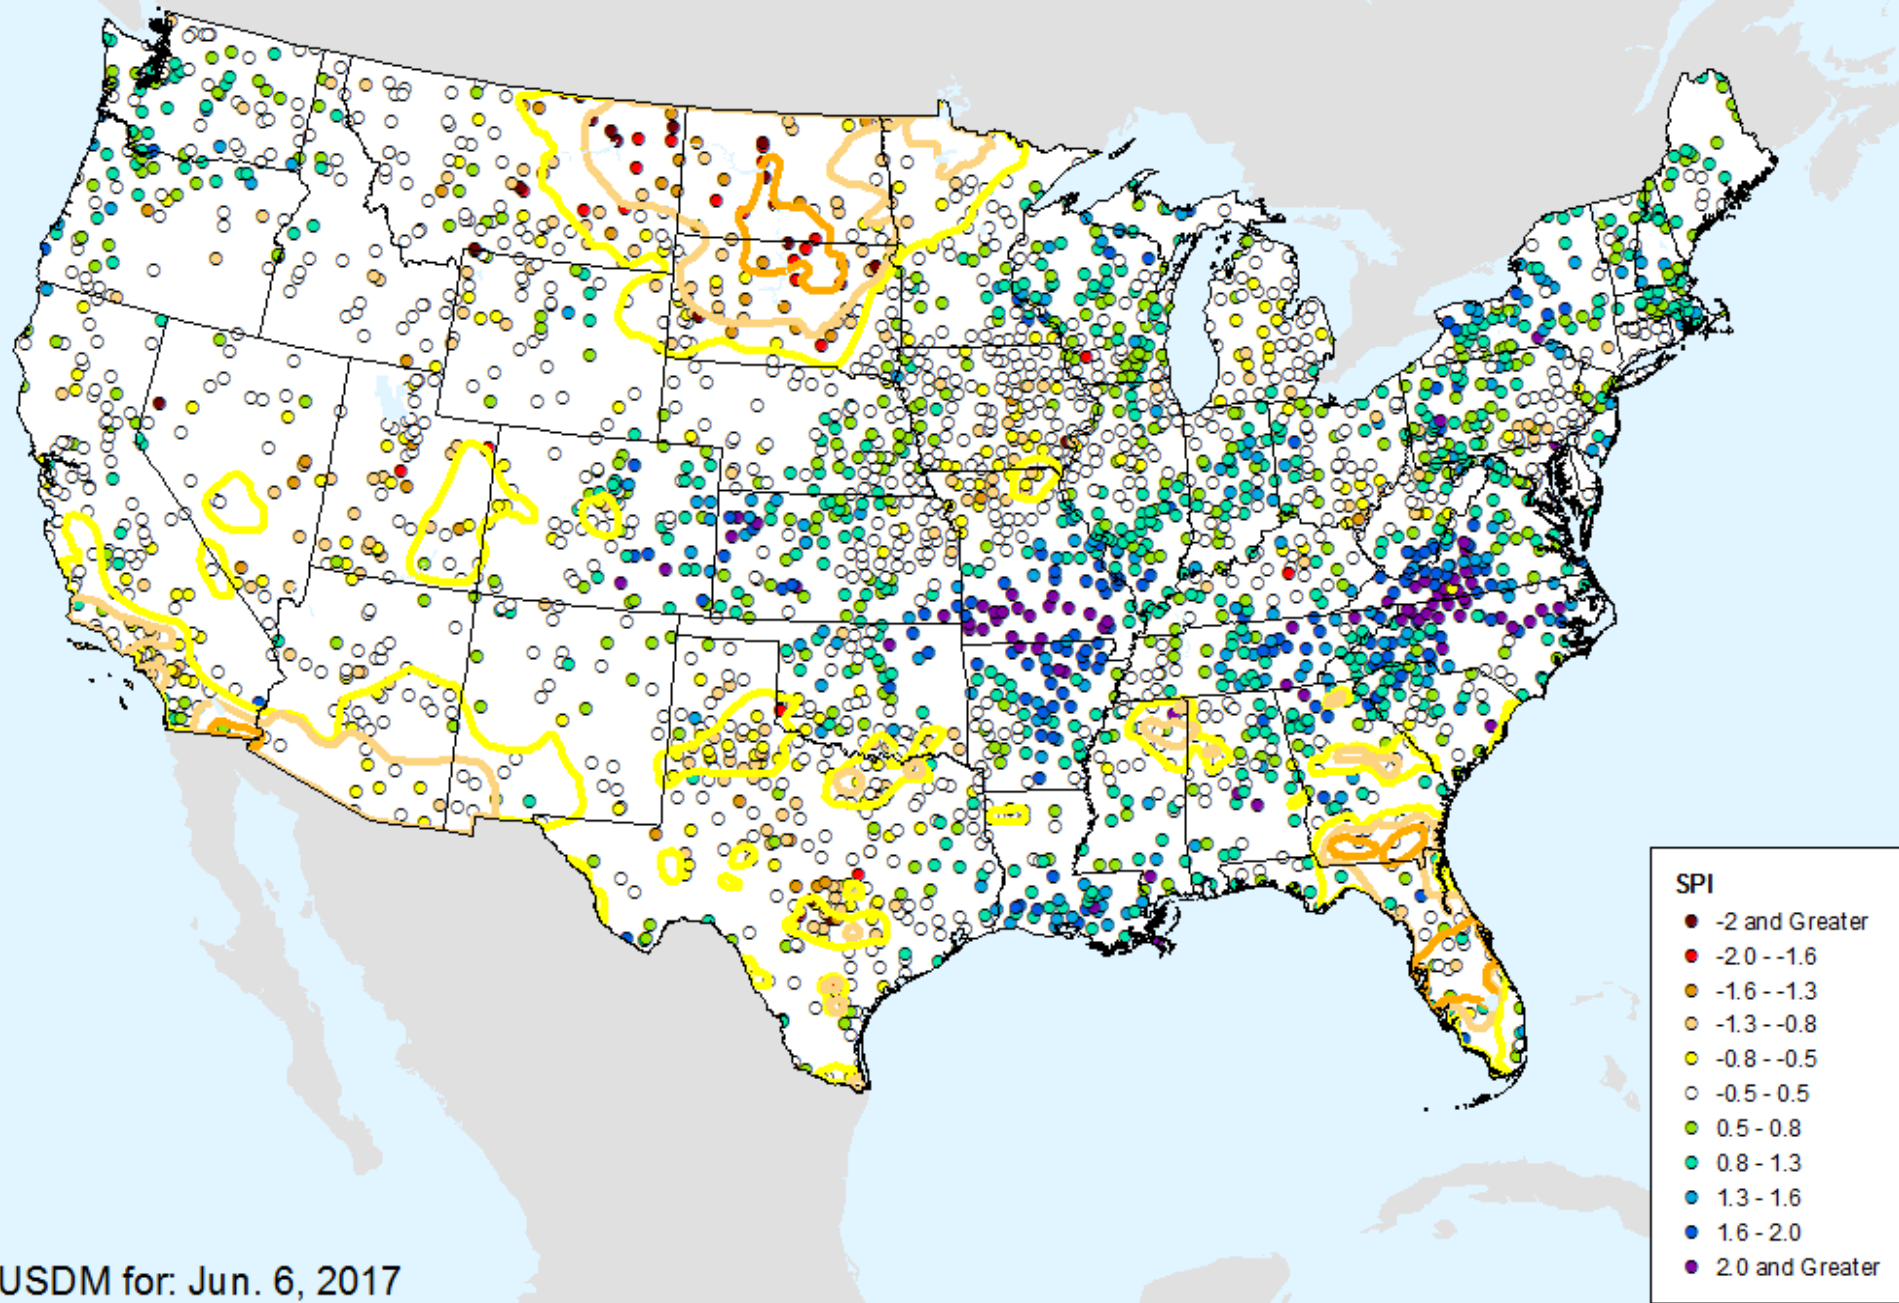 SPI
-2 and Greater
-2.0 - -1.6
-1.6 - -1.3
-1.3 - -0.8
-0.8 - -0.5
-0.5 - 0.5
0.5 - 0.8
0.8 - 1.3
1.3 - 1.6
1.6 - 2.0
2.0 and Greater
USDM for: Jun. 6, 2017